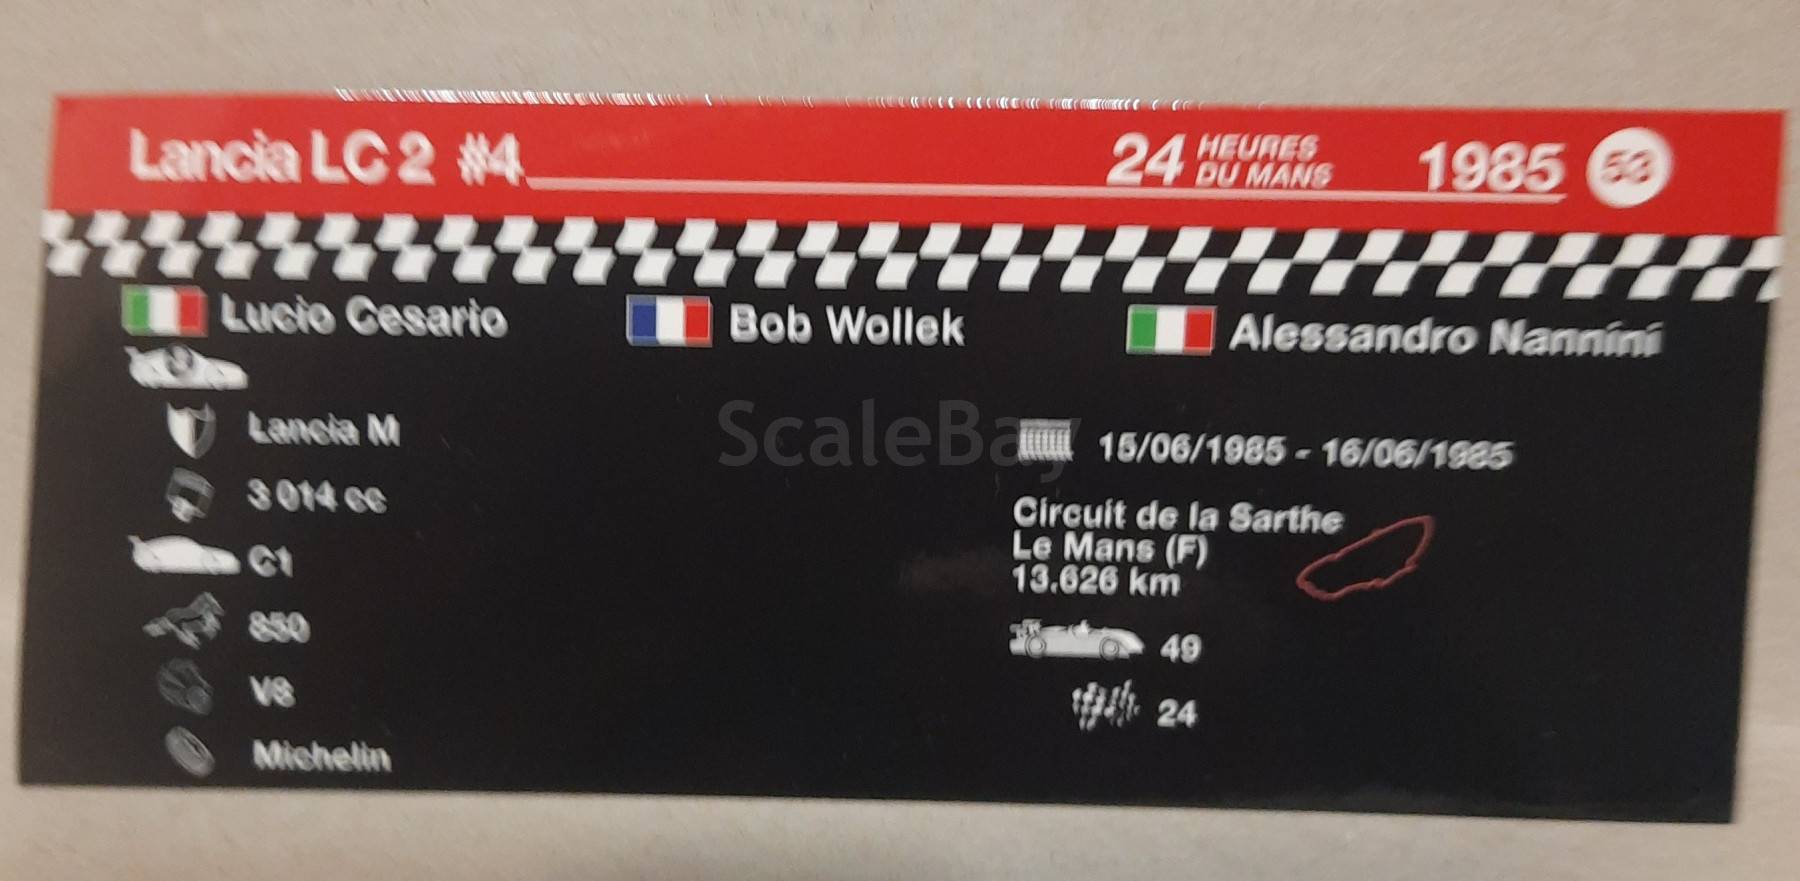 Lancia LC 2 #4
24 HEURES DU MANS 1985 53
Lucio Cesario
Bob Wollek
Alessandro Nannini
Lancia M
3 014 cc
C1
850
V8
Michelin
15/06/1985 - 16/06/1985
Circuit de la Sarthe
Le Mans (F)
13.626 km
49
24
ScaleBay